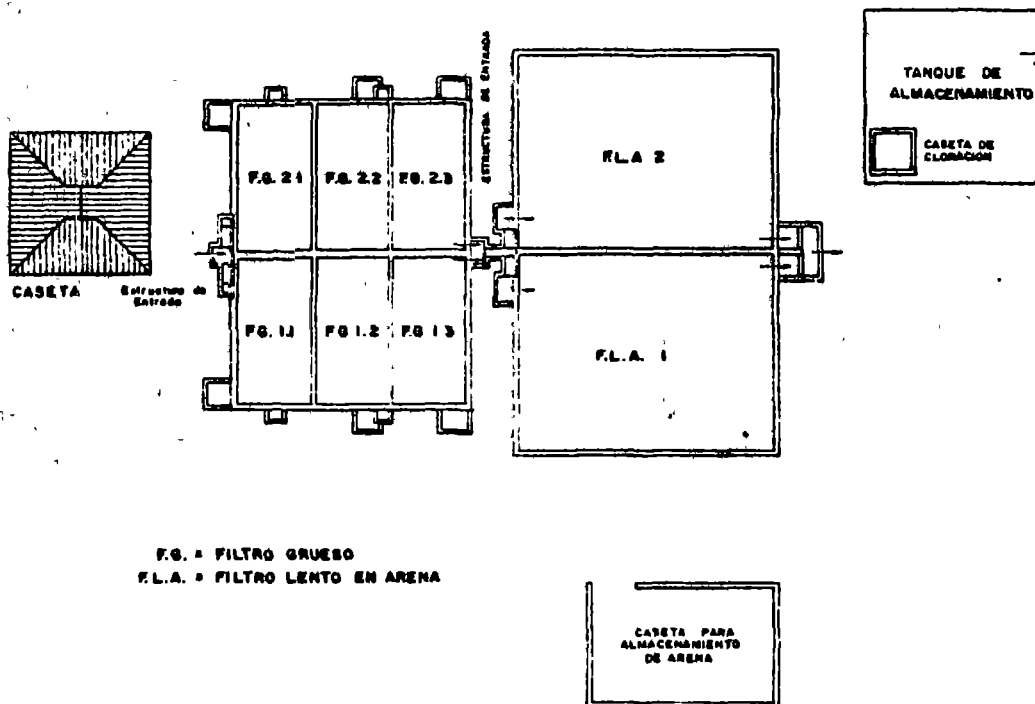 ESTRUCTURA DE ENTRADA
TANQUE DE
ALMACENAMIENTO
CASETA DE
CLORACION
F.L.A 2
F.G. 2.1
F.G. 2.2
F.G. 2.3
CASETA
Estructura de
Entrada
F.G. 1.1
F.G 1.2
F.G 1.3
F.L.A. 1
F.G. = FILTRO GRUESO
F.L.A. = FILTRO LENTO EN ARENA
CASETA PARA
ALMACENAMIENTO
DE ARENA